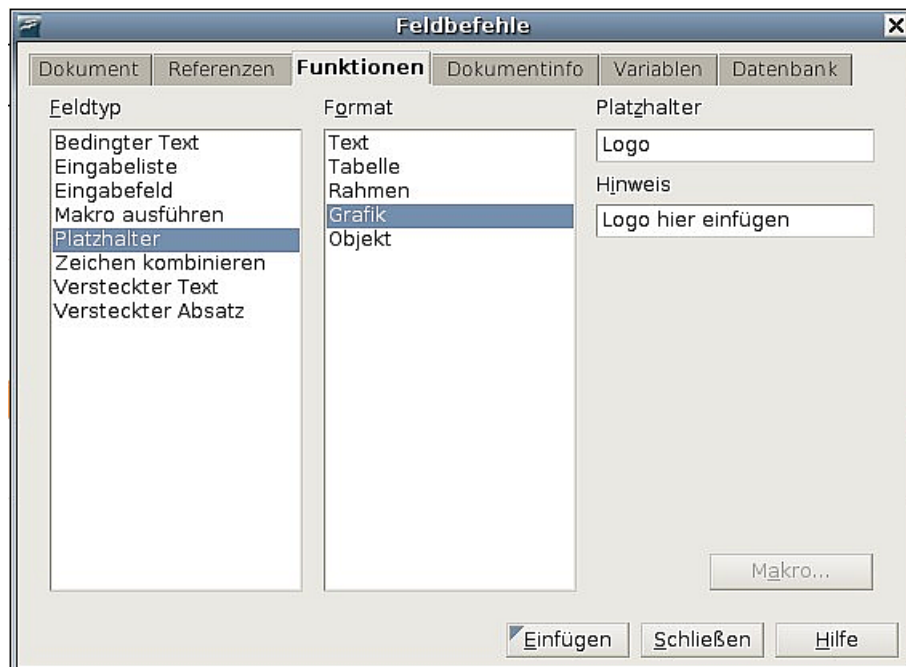 Feldbefehle
Dokument
Referenzen
Funktionen
Dokumentinfo
Variablen
Datenbank
Feldtyp
Bedingter Text
Eingabeliste
Eingabefeld
Makro ausführen
Platzhalter
Zeichen kombinieren
Versteckter Text
Versteckter Absatz
Format
Text
Tabelle
Rahmen
Grafik
Objekt
Platzhalter
Logo
Hinweis
Logo hier einfügen
Makro...
Einfügen
Schließen
Hilfe